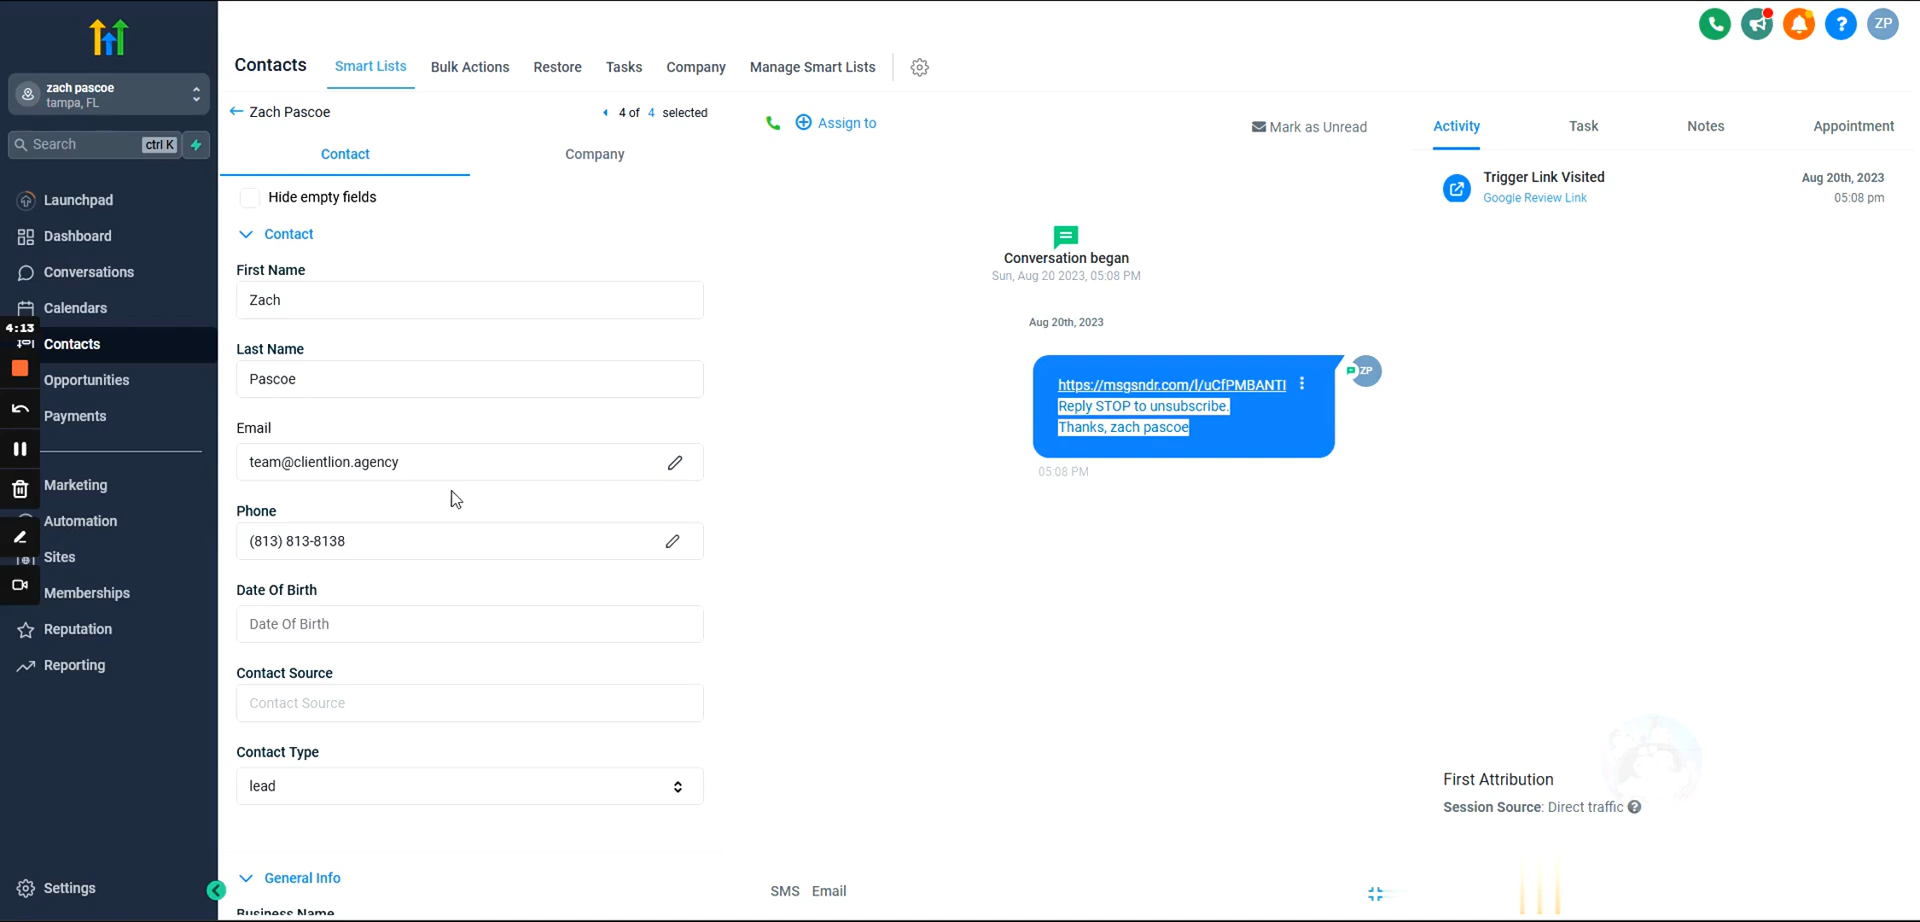 zach pascoe
tampa, FL
Search ctrl K
Launchpad
Dashboard
Conversations
Calendars
4:13
Contacts
Opportunities
Payments
Marketing
Automation
Sites
Memberships
Reputation
Reporting
Settings
Contacts Smart Lists Bulk Actions Restore Tasks Company Manage Smart Lists
? ZP
Zach Pascoe 4 of 4 selected
Contact Company
Hide empty fields
Contact
First Name
Zach
Last Name
Pascoe
Email
team@clientlion.agency
Phone
(813) 813-8138
Date Of Birth
Date Of Birth
Contact Source
Contact Source
Contact Type
lead
General Info
Business Name
Assign to
Mark as Unread
Conversation began
Sun, Aug 20 2023, 05:08 PM
Aug 20th, 2023
https://msgsndr.com/l/uCfPMBANTI
Reply STOP to unsubscribe.
Thanks, zach pascoe
ZP
05:08 PM
SMS Email
Activity Task Notes Appointment
Trigger Link Visited Aug 20th, 2023
Google Review Link 05:08 pm
First Attribution
Session Source: Direct traffic ?